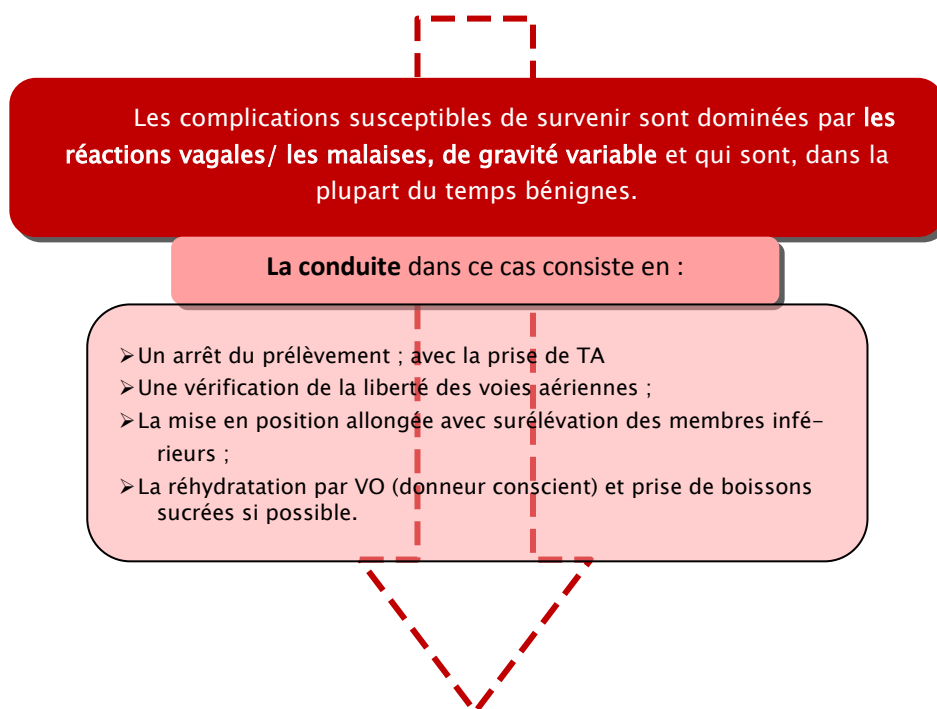 Les complications susceptibles de survenir sont dominées par les
réactions vagales/ les malaises, de gravité variable et qui sont, dans la
plupart du temps bénignes.
La conduite dans ce cas consiste en :
➢Un arrêt du prélèvement ; avec la prise de TA
➢Une vérification de la liberté des voies aériennes ;
➢La mise en position allongée avec surélévation des membres infé-
rieurs ;
➢La réhydratation par VO (donneur conscient) et prise de boissons
sucrées si possible.